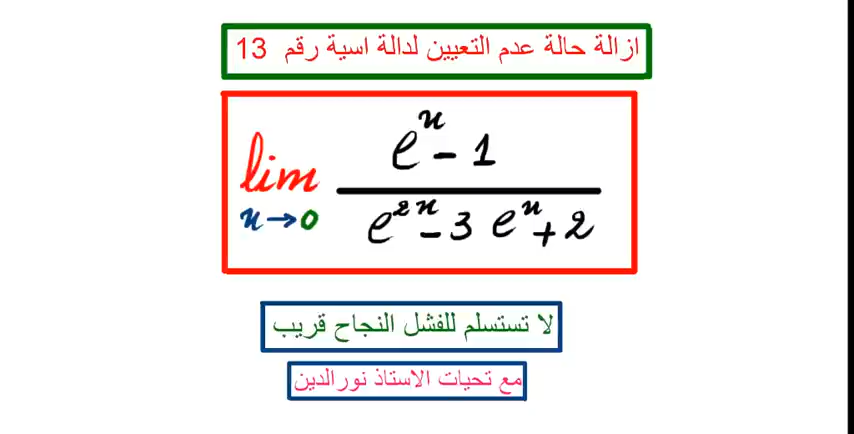 ازالة حالة عدم التعيين لدالة اسية رقم 13
lim x→0 (e^x - 1) / (e^{2x} - 3 e^x + 2)
لا تستسلم للفشل النجاح قريب
مع تحيات الاستاذ نورالدين